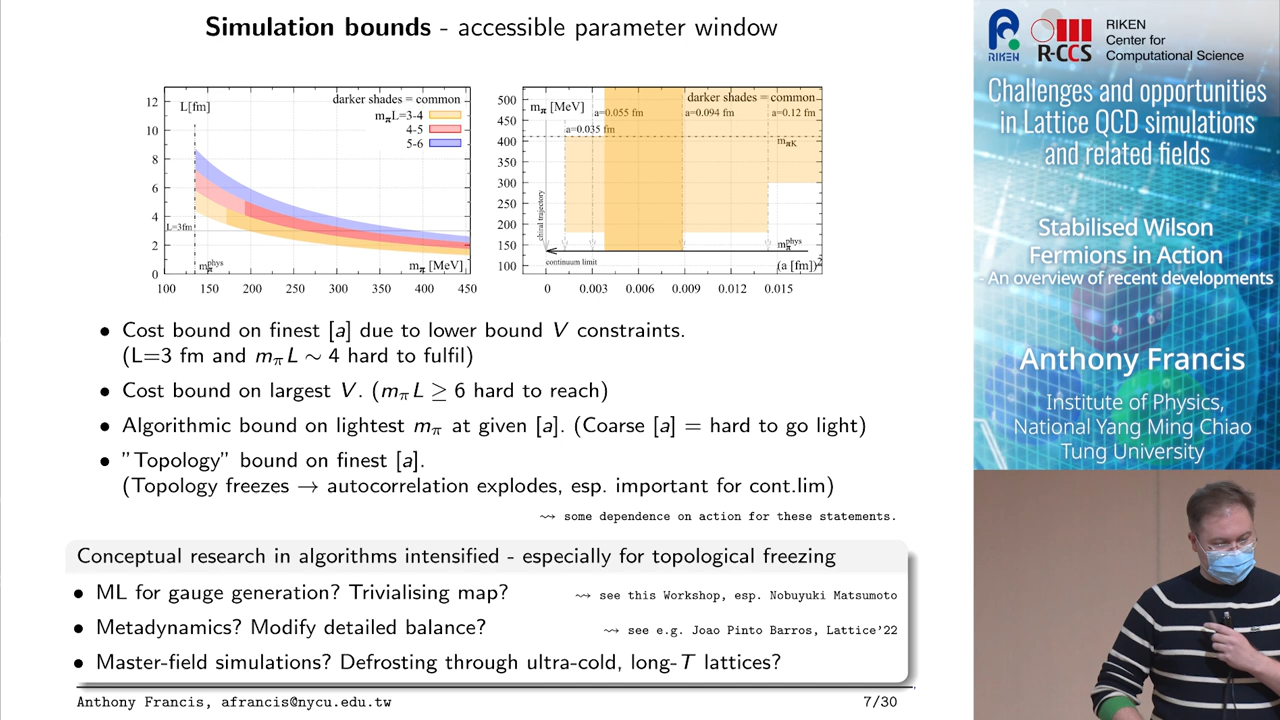 Simulation bounds - accessible parameter window
12
10
8
6
4
2
0
L[fm]
darker shades = common
mπL=3-4
4-5
5-6
L=3fm
mπ^phys
mπ [MeV]
100 150 200 250 300 350 400 450
500
450
400
350
300
250
200
150
100
mπ [MeV]
darker shades = common
a=0.055 fm
a=0.094 fm
a=0.12 fm
a=0.035 fm
mπK
chiral trajectory
mπ^phys
continuum limit
(a [fm])²
0 0.003 0.006 0.009 0.012 0.015
• Cost bound on finest [a] due to lower bound V constraints.
(L=3 fm and mπL ∼ 4 hard to fulfil)
• Cost bound on largest V. (mπL ≥ 6 hard to reach)
• Algorithmic bound on lightest mπ at given [a]. (Coarse [a] = hard to go light)
• "Topology" bound on finest [a].
(Topology freezes → autocorrelation explodes, esp. important for cont.lim)
⇝ some dependence on action for these statements.
Conceptual research in algorithms intensified - especially for topological freezing
• ML for gauge generation? Trivialising map? ⇝ see this Workshop, esp. Nobuyuki Matsumoto
• Metadynamics? Modify detailed balance? ⇝ see e.g. Joao Pinto Barros, Lattice'22
• Master-field simulations? Defrosting through ultra-cold, long-T lattices?
Anthony Francis, afrancis@nycu.edu.tw 7/30
RIKEN
R-CCS
RIKEN
Center for
Computational Science
Challenges and opportunities
in Lattice QCD simulations
and related fields
Stabilised Wilson
Fermions in Action
- An overview of recent developments
Anthony Francis
Institute of Physics,
National Yang Ming Chiao
Tung University